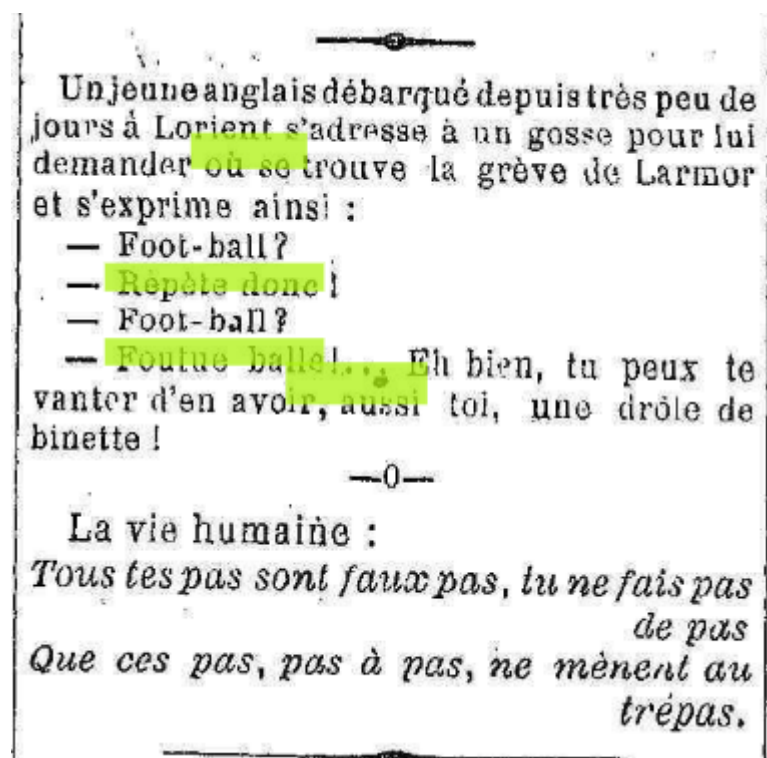 Un jeune anglais débarqué depuis très peu de
jours à Lorient s'adresse à un gosse pour lui
demander où se trouve la grève de Larmor
et s'exprime ainsi :
— Foot-ball ?
— Répète donc !
— Foot-ball ?
— Foutue balle !... Eh bien, tu peux te
vanter d'en avoir, aussi toi, une drôle de
binette !
—0—
La vie humaine :
Tous tes pas sont faux pas, tu ne fais pas
de pas
Que ces pas, pas à pas, ne mènent au
trépas.